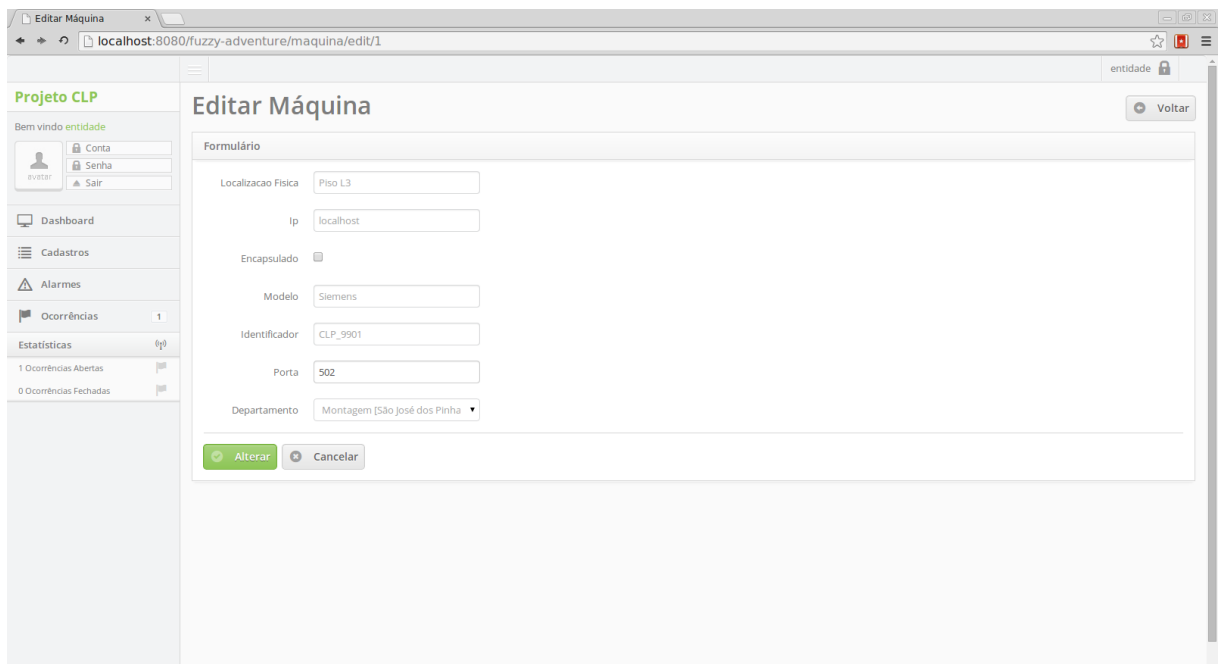 Editar Máquina
localhost:8080/fuzzy-adventure/maquina/edit/1
entidade
Projeto CLP
Bem vindo entidade
avatar
Conta
Senha
Sair
Dashboard
Cadastros
Alarmes
Ocorrências 1
Estatísticas
1 Ocorrências Abertas
0 Ocorrências Fechadas
Editar Máquina
Voltar
Formulário
Localizacao Fisica Piso L3
Ip localhost
Encapsulado
Modelo Siemens
Identificador CLP_9901
Porta 502
Departamento Montagem [São José dos Pinha
Alterar Cancelar